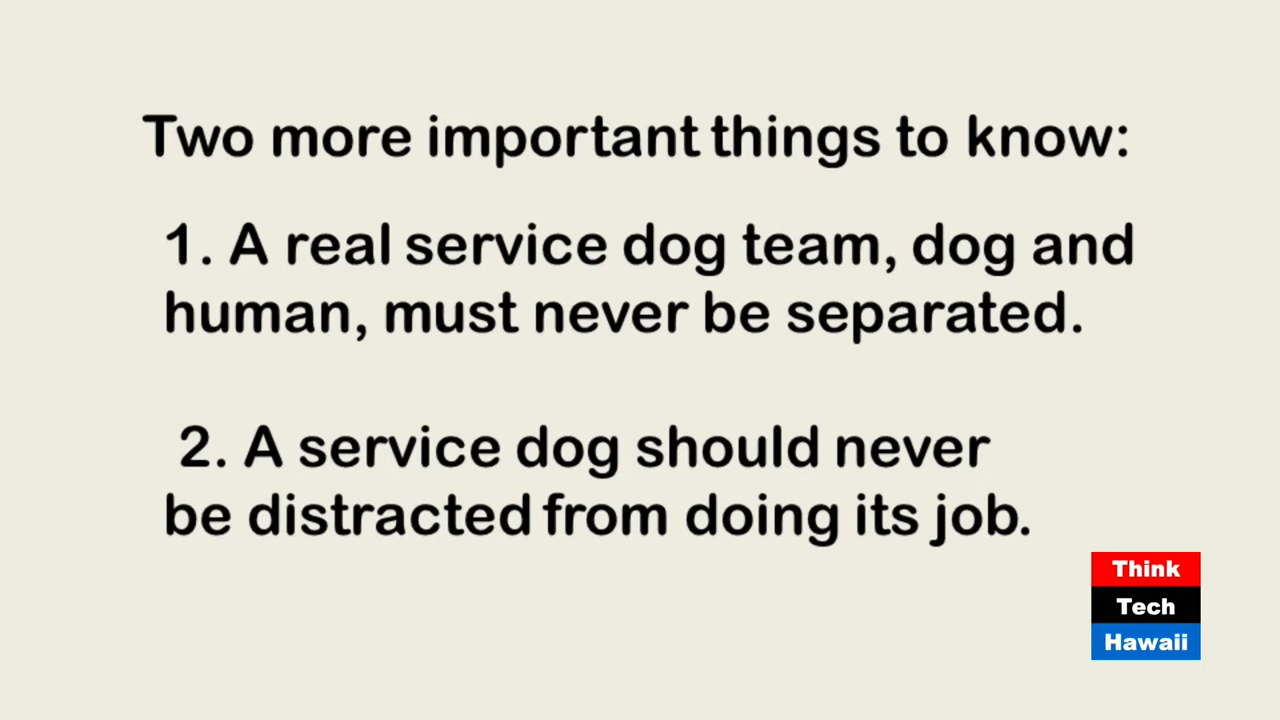 Two more important things to know:
1. A real service dog team, dog and
human, must never be separated.
2. A service dog should never
be distracted from doing its job.
Think
Tech
Hawaii